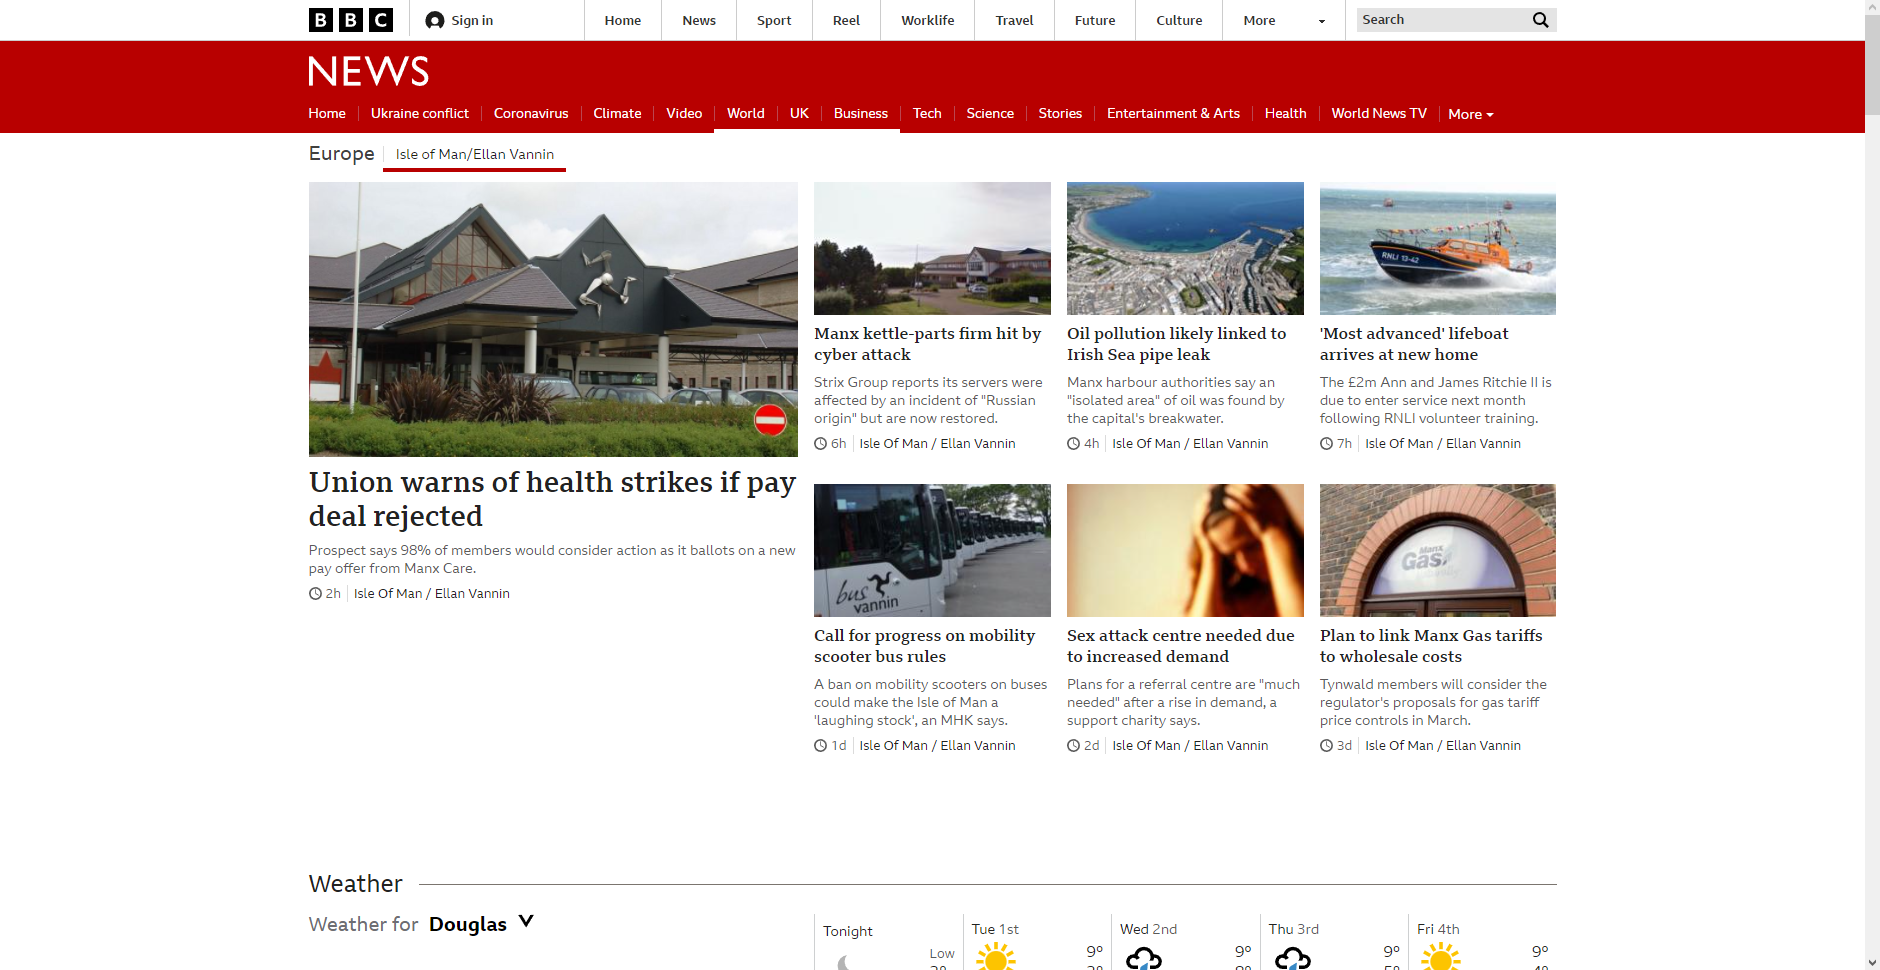 BBC
Sign in
Home
News
Sport
Reel
Worklife
Travel
Future
Culture
More
Search
NEWS
Home
Ukraine conflict
Coronavirus
Climate
Video
World
UK
Business
Tech
Science
Stories
Entertainment & Arts
Health
World News TV
More
Europe
Isle of Man/Ellan Vannin
Union warns of health strikes if pay
deal rejected
Prospect says 98% of members would consider action as it ballots on a new
pay offer from Manx Care.
2h Isle Of Man / Ellan Vannin
Manx kettle-parts firm hit by
cyber attack
Strix Group reports its servers were
affected by an incident of "Russian
origin" but are now restored.
6h Isle Of Man / Ellan Vannin
Oil pollution likely linked to
Irish Sea pipe leak
Manx harbour authorities say an
"isolated area" of oil was found by
the capital's breakwater.
4h Isle Of Man / Ellan Vannin
RNLI 13-42
'Most advanced' lifeboat
arrives at new home
The £2m Ann and James Ritchie II is
due to enter service next month
following RNLI volunteer training.
7h Isle Of Man / Ellan Vannin
bus
vannin
Call for progress on mobility
scooter bus rules
A ban on mobility scooters on buses
could make the Isle of Man a
'laughing stock', an MHK says.
1d Isle Of Man / Ellan Vannin
Sex attack centre needed due
to increased demand
Plans for a referral centre are "much
needed" after a rise in demand, a
support charity says.
2d Isle Of Man / Ellan Vannin
Manx
Gas
Plan to link Manx Gas tariffs
to wholesale costs
Tynwald members will consider the
regulator's proposals for gas tariff
price controls in March.
3d Isle Of Man / Ellan Vannin
Weather
Weather for Douglas
Tonight
Low
Tue 1st
9°
Wed 2nd
9°
Thu 3rd
9°
Fri 4th
9°